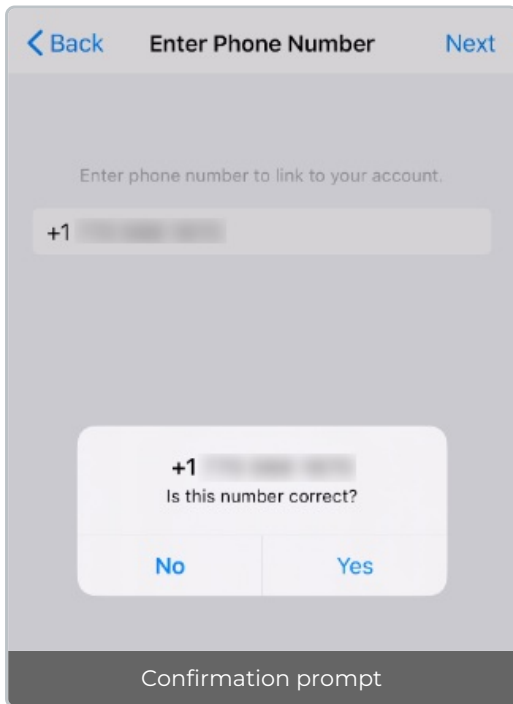 Back Enter Phone Number Next
Enter phone number to link to your account.
+1
+1
Is this number correct?
No Yes
Confirmation prompt